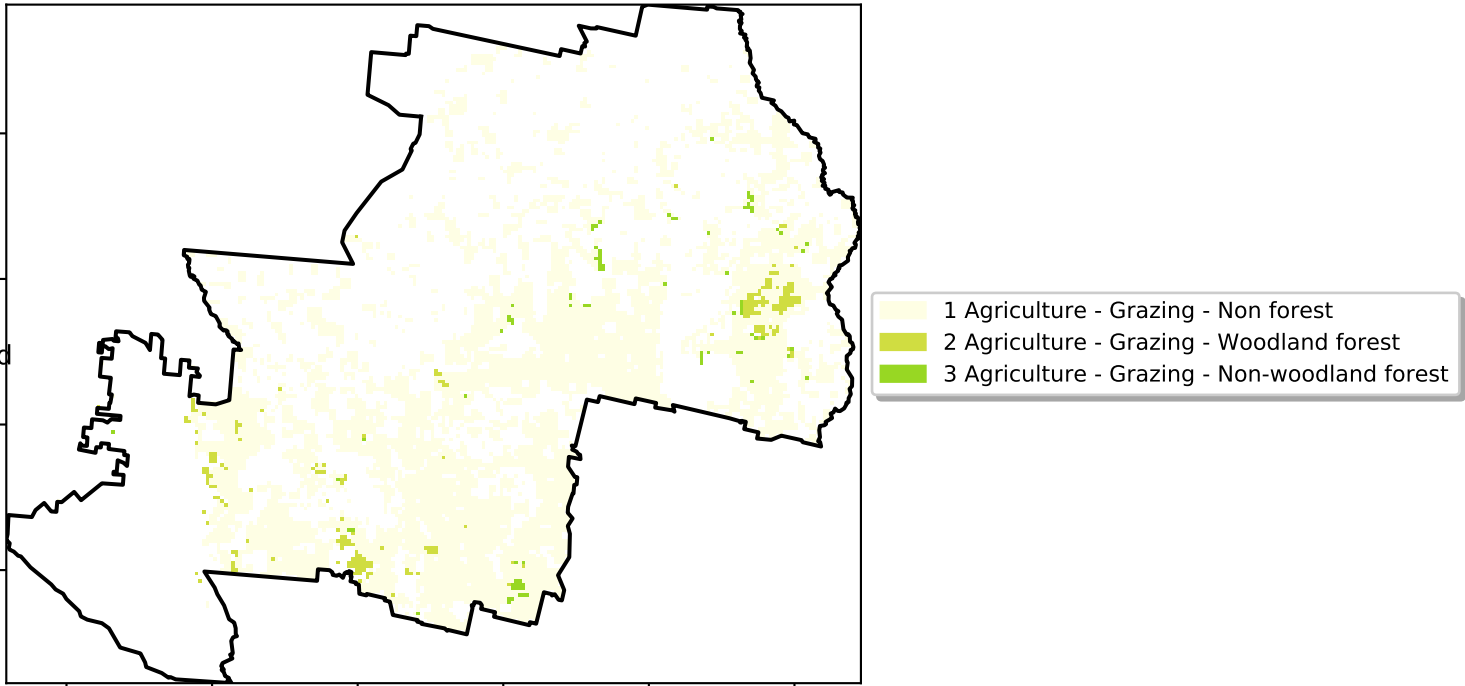 1 Agriculture - Grazing - Non forest
2 Agriculture - Grazing - Woodland forest
3 Agriculture - Grazing - Non-woodland forest